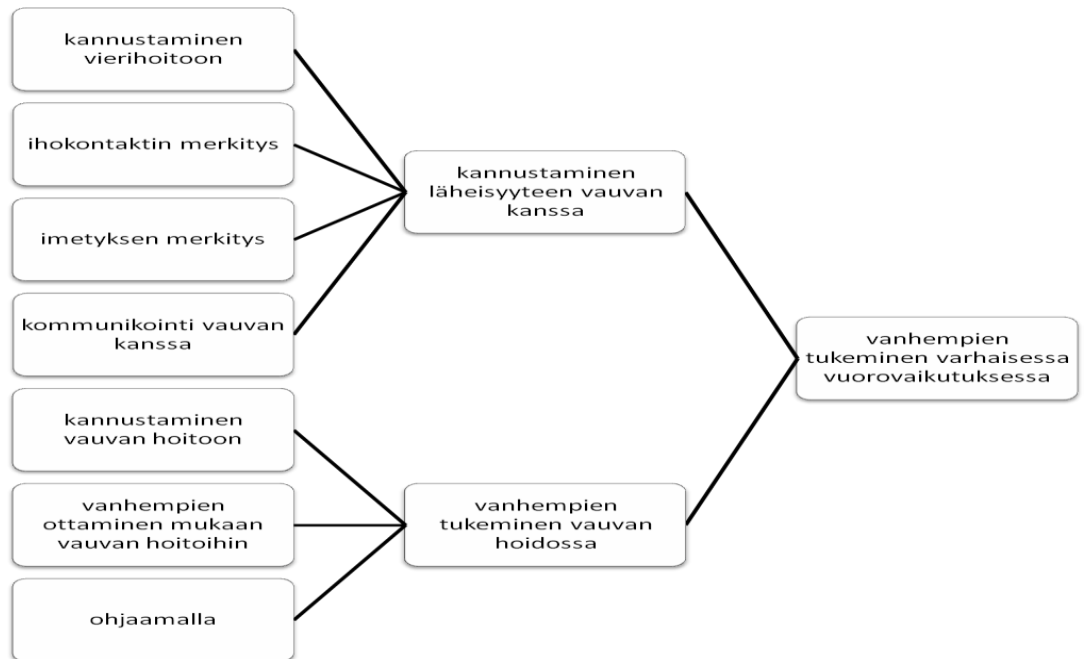 kannustaminen
vierihoitoon
ihokontaktin merkitys
imetyksen merkitys
kommunikointi vauvan
kanssa
kannustaminen
vauvan hoitoon
vanhempien
ottaminen mukaan
vauvan hoitoihin
ohjaamalla
kannustaminen
läheisyyteen vauvan
kanssa
vanhempien
tukeminen vauvan
hoidossa
vanhempien
tukeminen varhaisessa
vuorovaikutuksessa